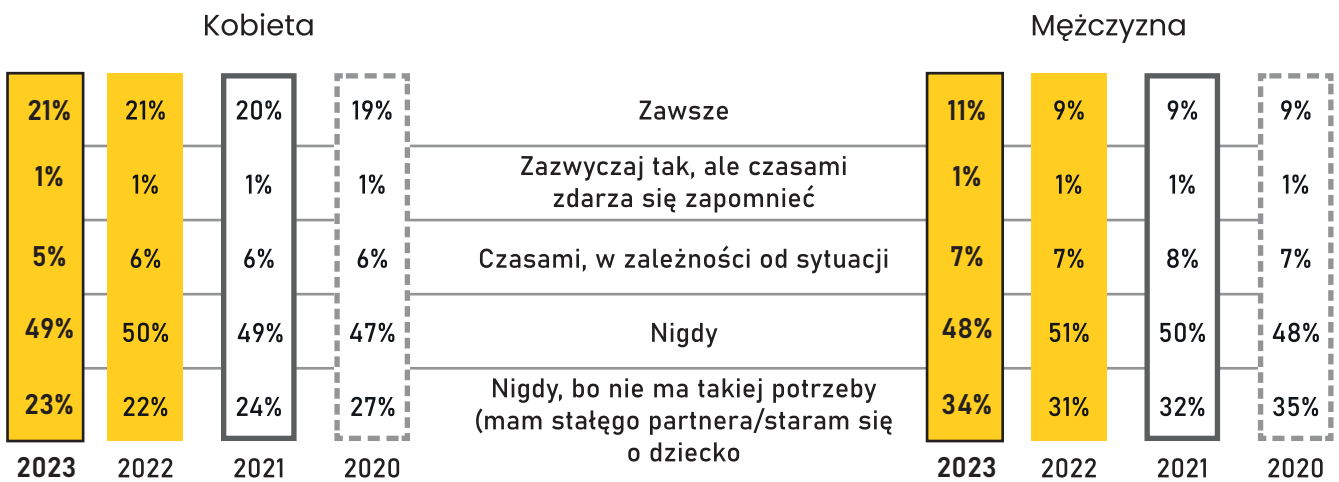 Kobieta Mężczyzna
21% 21% 20% 19% Zawsze 11% 9% 9% 9%
1% 1% 1% 1% Zazwyczaj tak, ale czasami
zdarza się zapomnieć 1% 1% 1% 1%
5% 6% 6% 6% Czasami, w zależności od sytuacji 7% 7% 8% 7%
49% 50% 49% 47% Nigdy 48% 51% 50% 48%
23% 22% 24% 27% Nigdy, bo nie ma takiej potrzeby
(mam stałęgo partnera/staram się
o dziecko 34% 31% 32% 35%
2023 2022 2021 2020 2023 2022 2021 2020